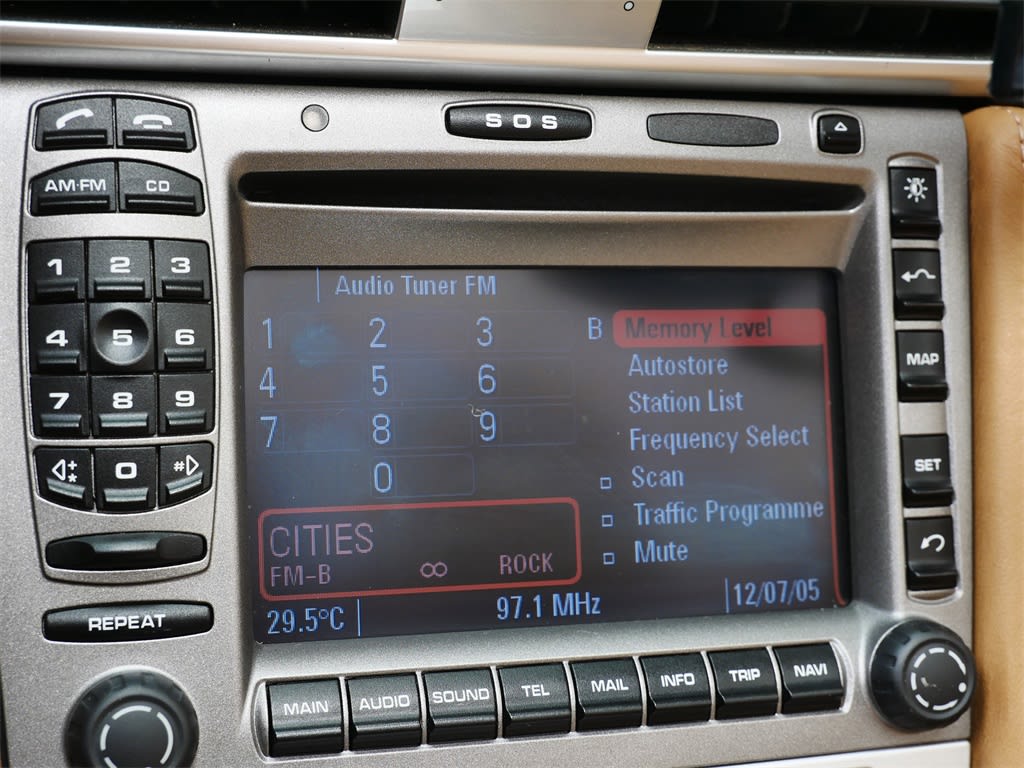 SOS
AM·FM CD
1 2 3
4 5 6
7 8 9
* 0 #
REPEAT
Audio Tuner FM
1 2 3
4 5 6
7 8 9
0
B Memory Level
Autostore
Station List
Frequency Select
Scan
Traffic Programme
Mute
CITIES
FM-B ∞ ROCK
29.5°C 97.1 MHz 12/07/05
MAP
SET
MAIN AUDIO SOUND TEL MAIL INFO TRIP NAVI